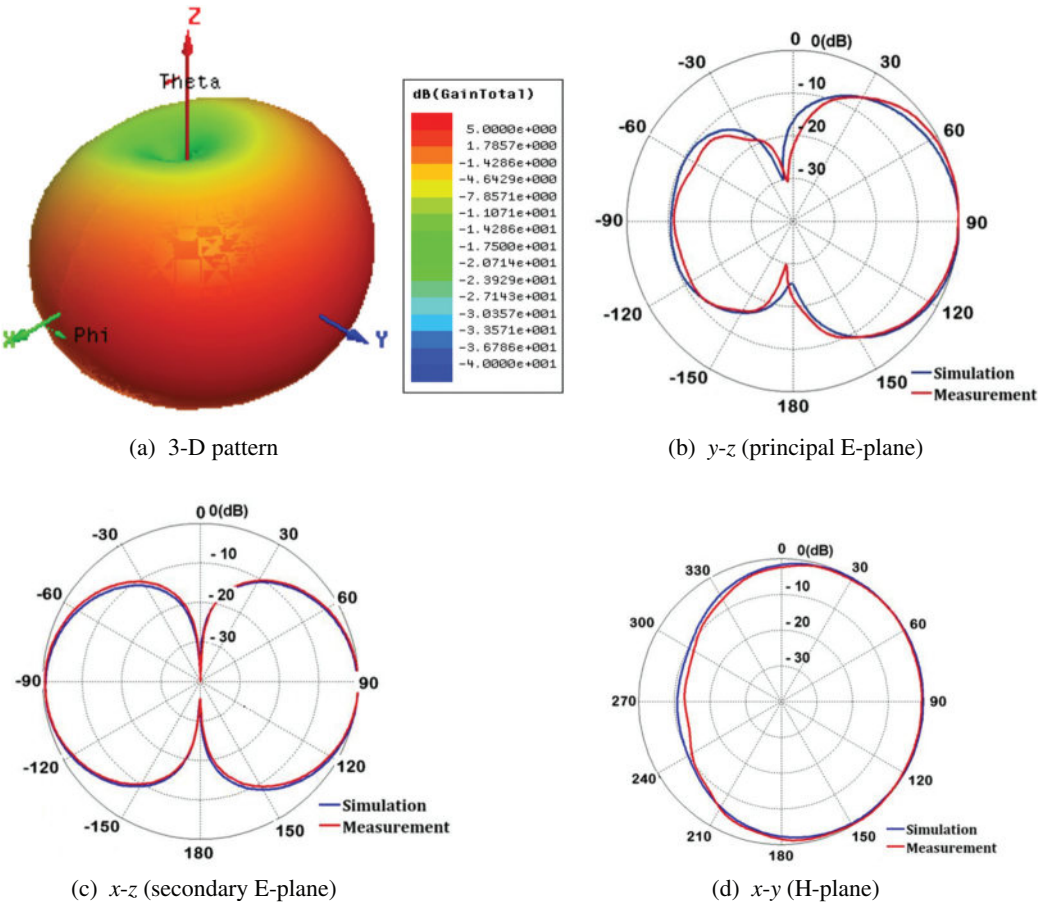 Z
Theta
X
Phi
Y
dB(GainTotal)
5.0000e+000
1.7857e+000
-1.4286e+000
-4.6429e+000
-7.8571e+000
-1.1071e+001
-1.4286e+001
-1.7500e+001
-2.0714e+001
-2.3929e+001
-2.7143e+001
-3.0357e+001
-3.3571e+001
-3.6786e+001
-4.0000e+001
(a) 3-D pattern
0 0(dB)
-30 30
- 10
-60 60
- 20
- 30
-90 90
-120 120
-150 150
180
Simulation
Measurement
(b) y-z (principal E-plane)
0 0(dB)
-30 30
- 10
-60 60
- 20
- 30
-90 90
-120 120
-150 150
180
Simulation
Measurement
(c) x-z (secondary E-plane)
0 0(dB)
330 30
- 10
300 60
- 20
- 30
270 90
240 120
210 150
180
Simulation
Measurement
(d) x-y (H-plane)